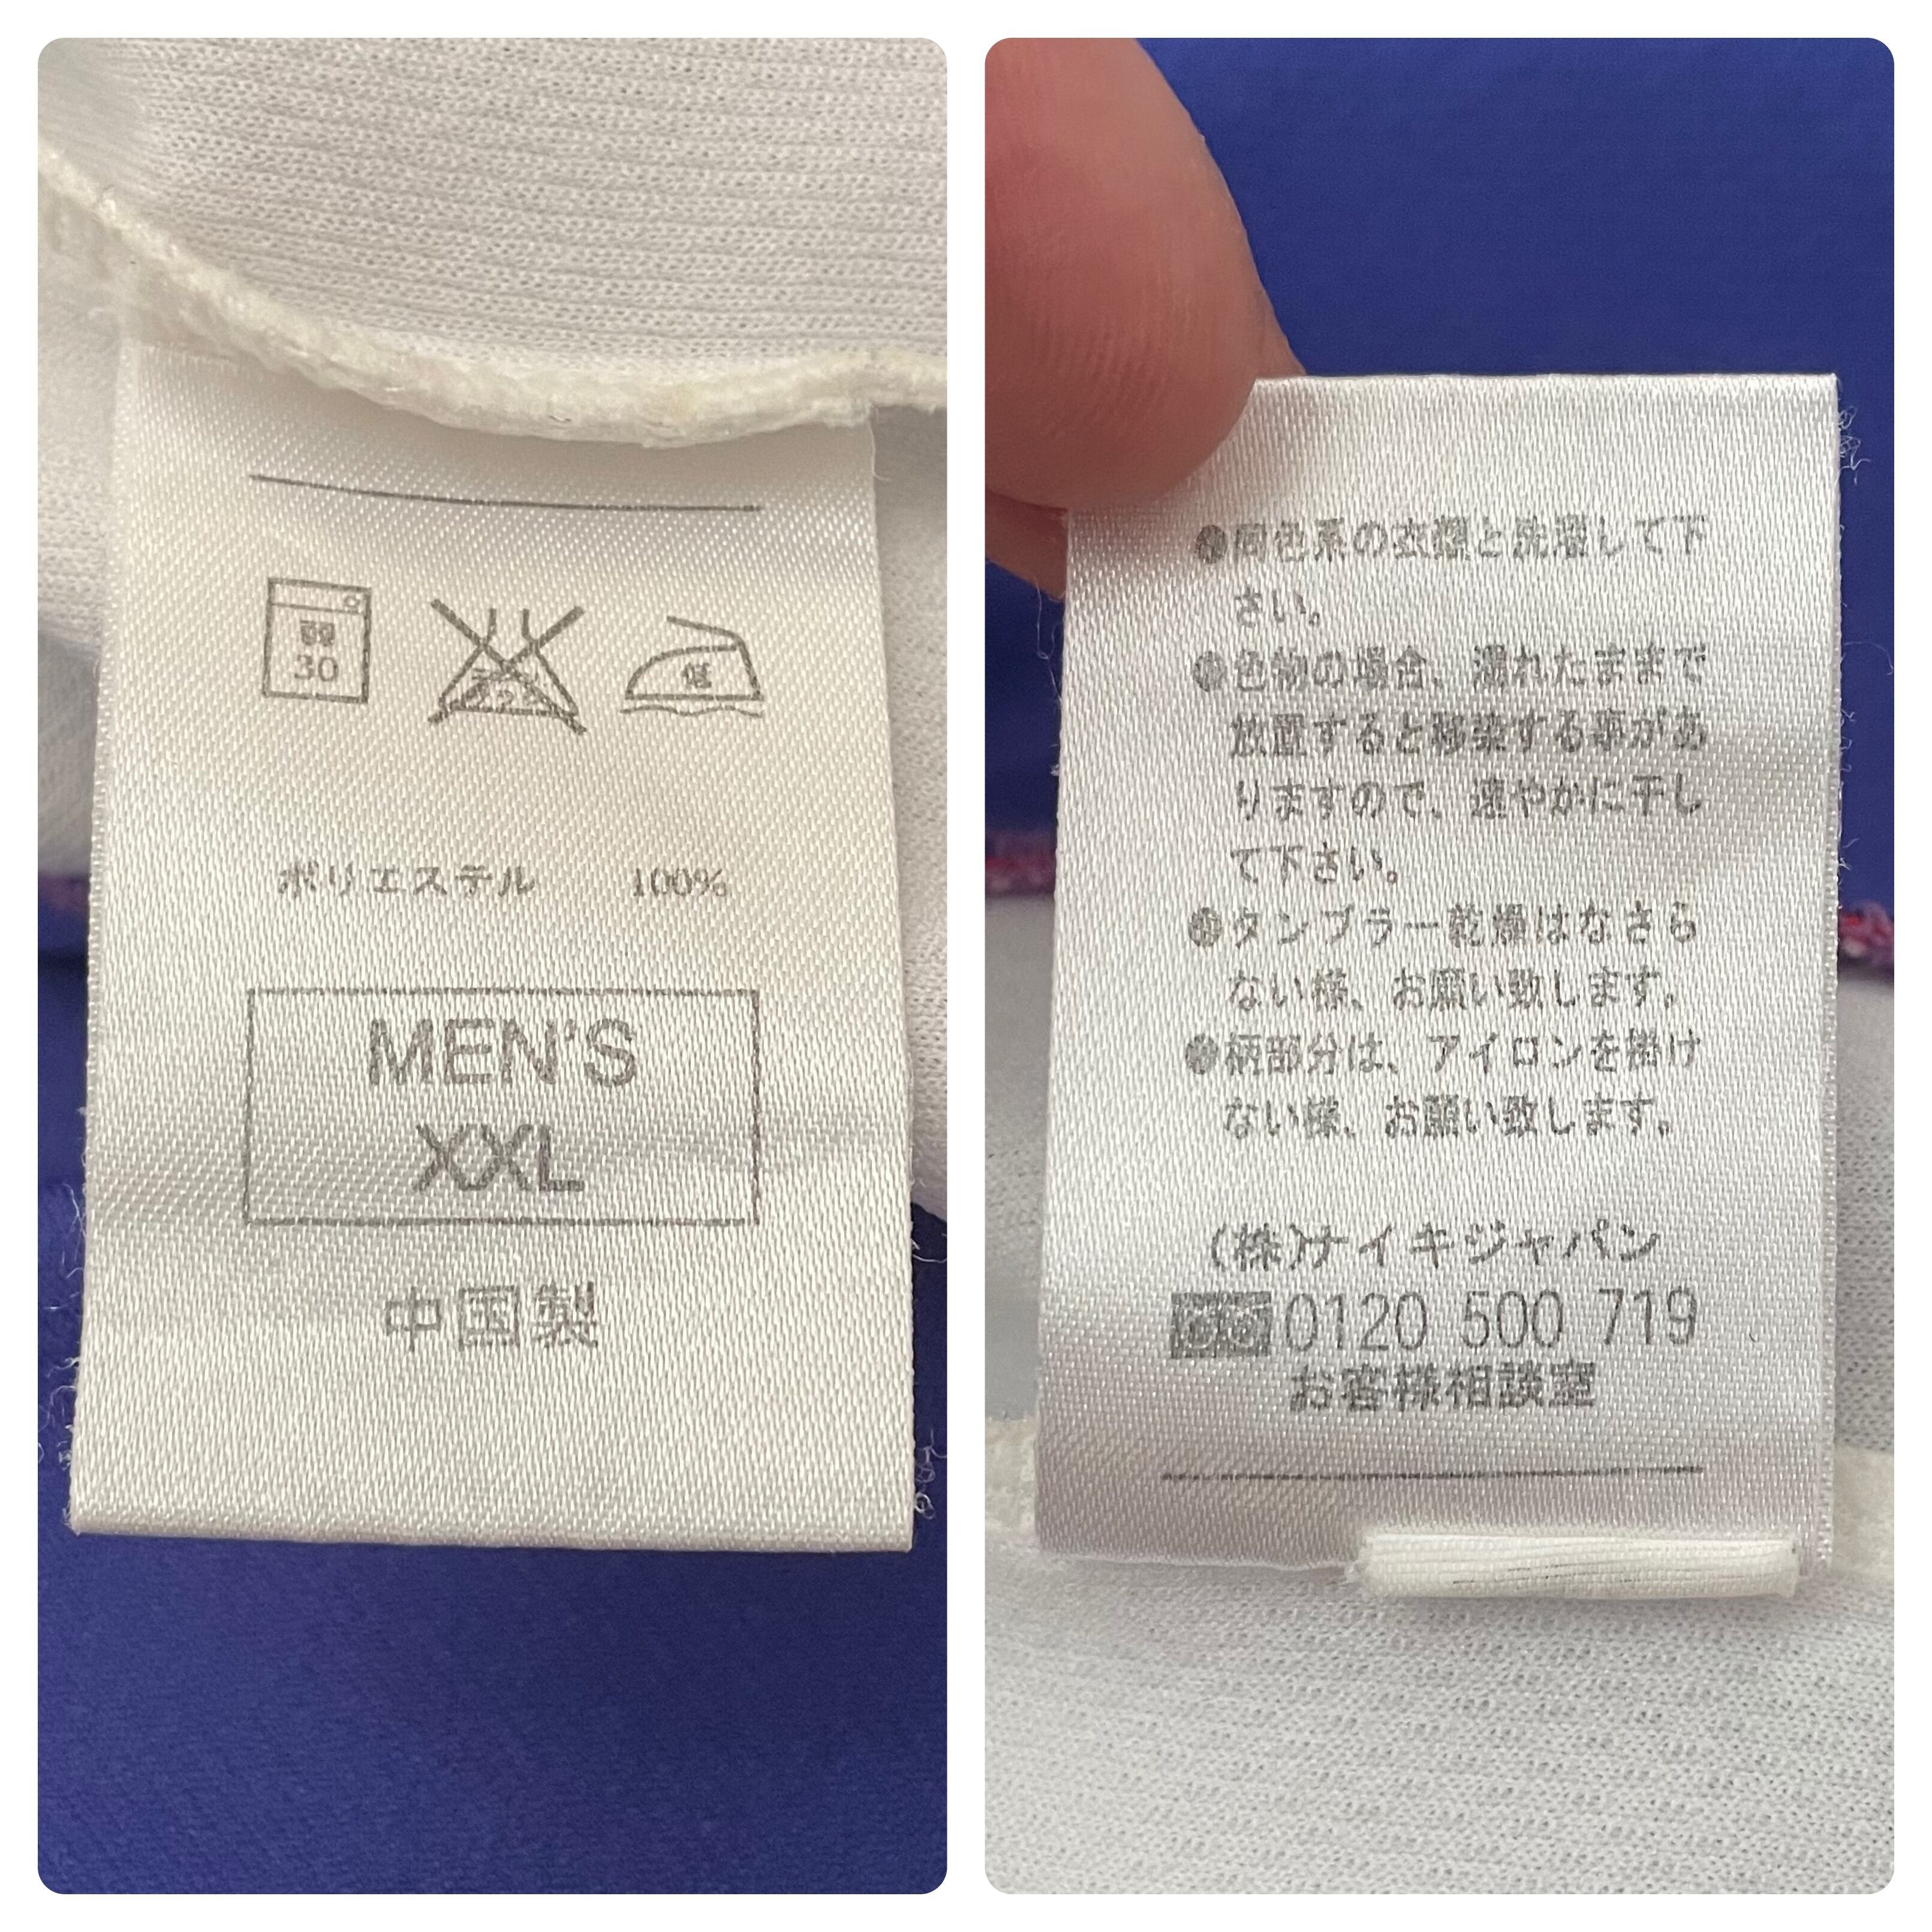 弱
30
エンソ
サラシ
低
ポリエステル 100%
MEN'S
XXL
中国製
●同色系の衣類と洗濯して下
さい。
●色物の場合、濡れたままで
放置すると移染する事があ
りますので、速やかに干し
て下さい。
●タンブラー乾燥はなさら
ない様、お願い致します。
●柄部分は、アイロンを掛け
ない様、お願い致します。
(株)ナイキジャパン
0120 500 719
お客様相談室